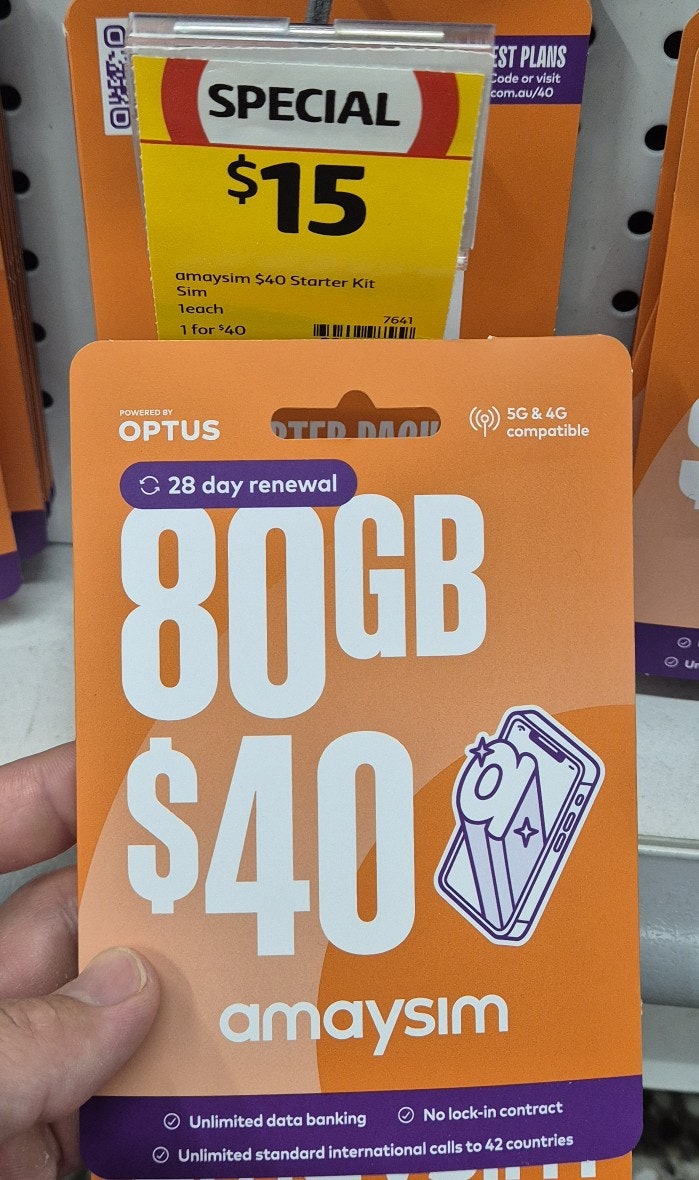 EST PLANS
Code or visit
com.au/40
SPECIAL
$15
amaysim $40 Starter Kit
Sim
1each
1 for $40
7641
POWERED BY
OPTUS
5G & 4G
compatible
28 day renewal
80GB
$40
amaysim
Unlimited data banking
No lock-in contract
Unlimited standard international calls to 42 countries